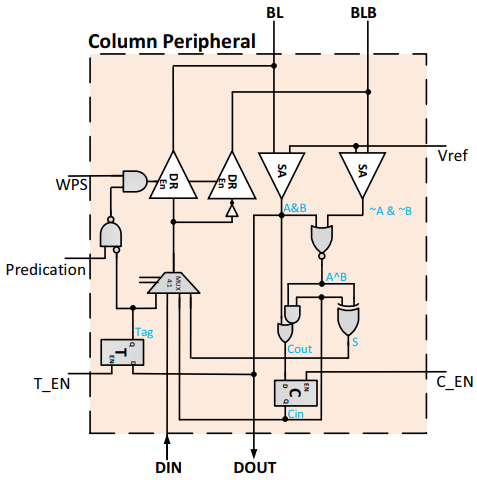 BL
BLB
Column Peripheral
DR
En
DR
En
SA
SA
Vref
WPS
A&B
~A & ~B
Predication
MUX
4:1
A^B
Tag
T
Q
EN
D
Cout
S
T_EN
C
D
EN
Q
C_EN
Cin
DIN
DOUT